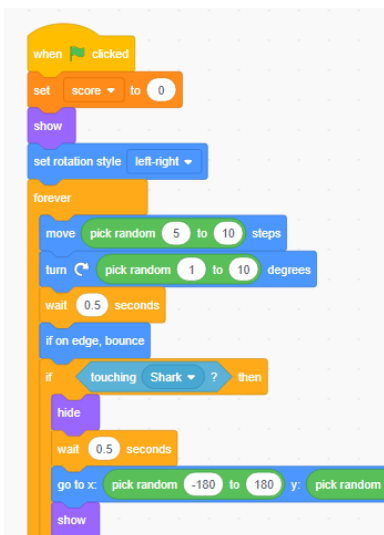 when clicked
set score to 0
show
set rotation style left-right
forever
move pick random 5 to 10 steps
turn pick random 1 to 10 degrees
wait 0.5 seconds
if on edge, bounce
if touching Shark ? then
hide
wait 0.5 seconds
go to x: pick random -180 to 180 y: pick random
show